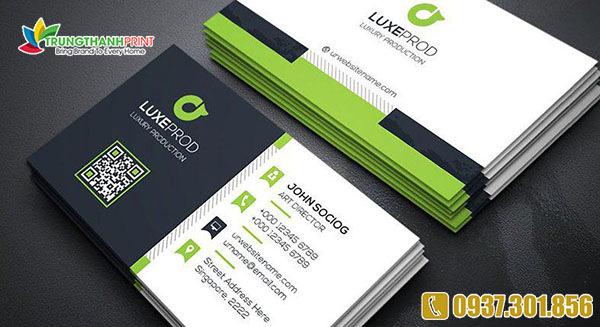 TRUNGTHANHPRINT
Bring Brand To Every Home
LUXEPROD
LUXURY PRODUCTION
urwebsitename.com
LUXEPROD
LUXURY PRODUCTION
JOHN SOCIOG
ART DIRECTOR
+000 12345 6789
+000 12345 6789
urwebsitename.com
urname@email.com
Street Address Here
Singapore, 2222
0937.301.856